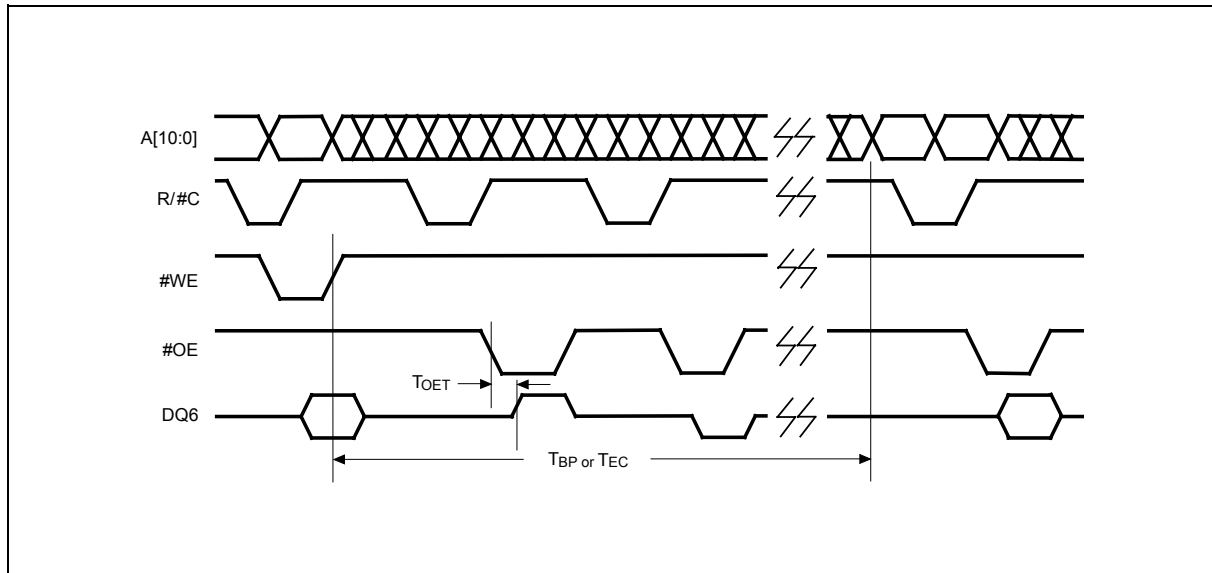 A[10:0]
R/#C
#WE
#OE
TOET
DQ6
TBP or TEC